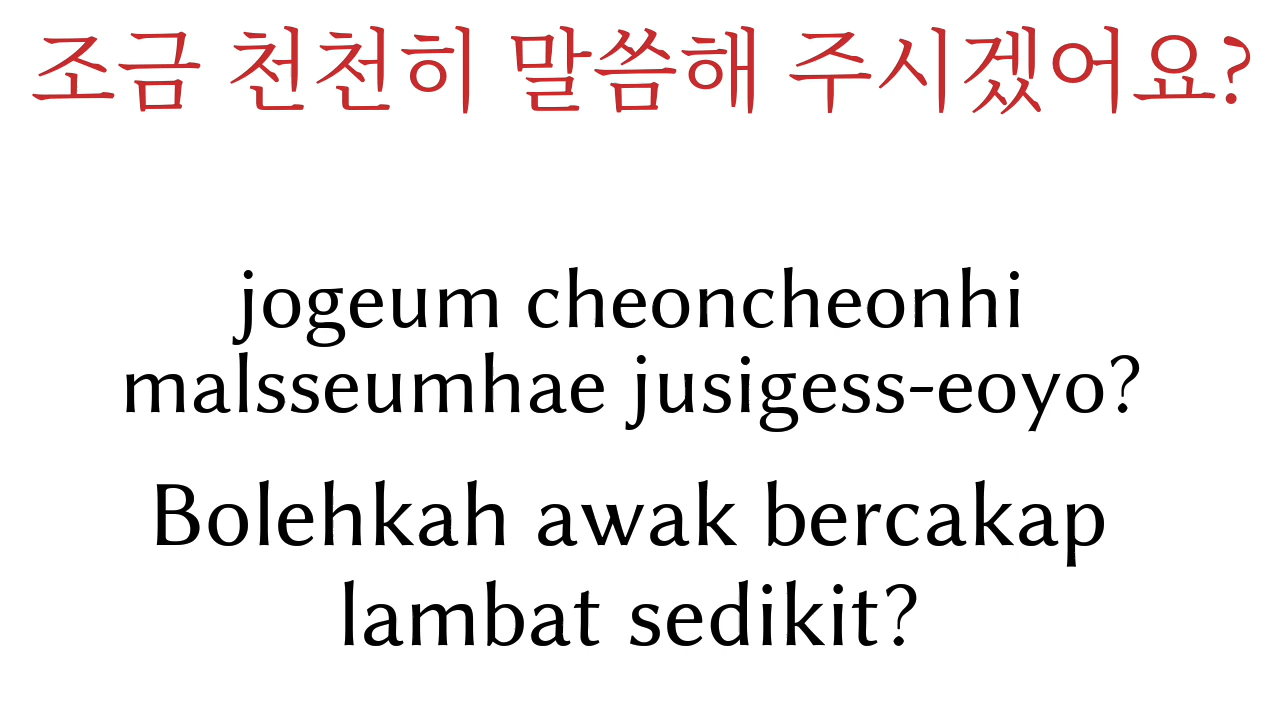 조금 천천히 말씀해 주시겠어요?
jogeum cheoncheonhi
malsseumhae jusigess-eoyo?
Bolehkah awak bercakap
lambat sedikit?